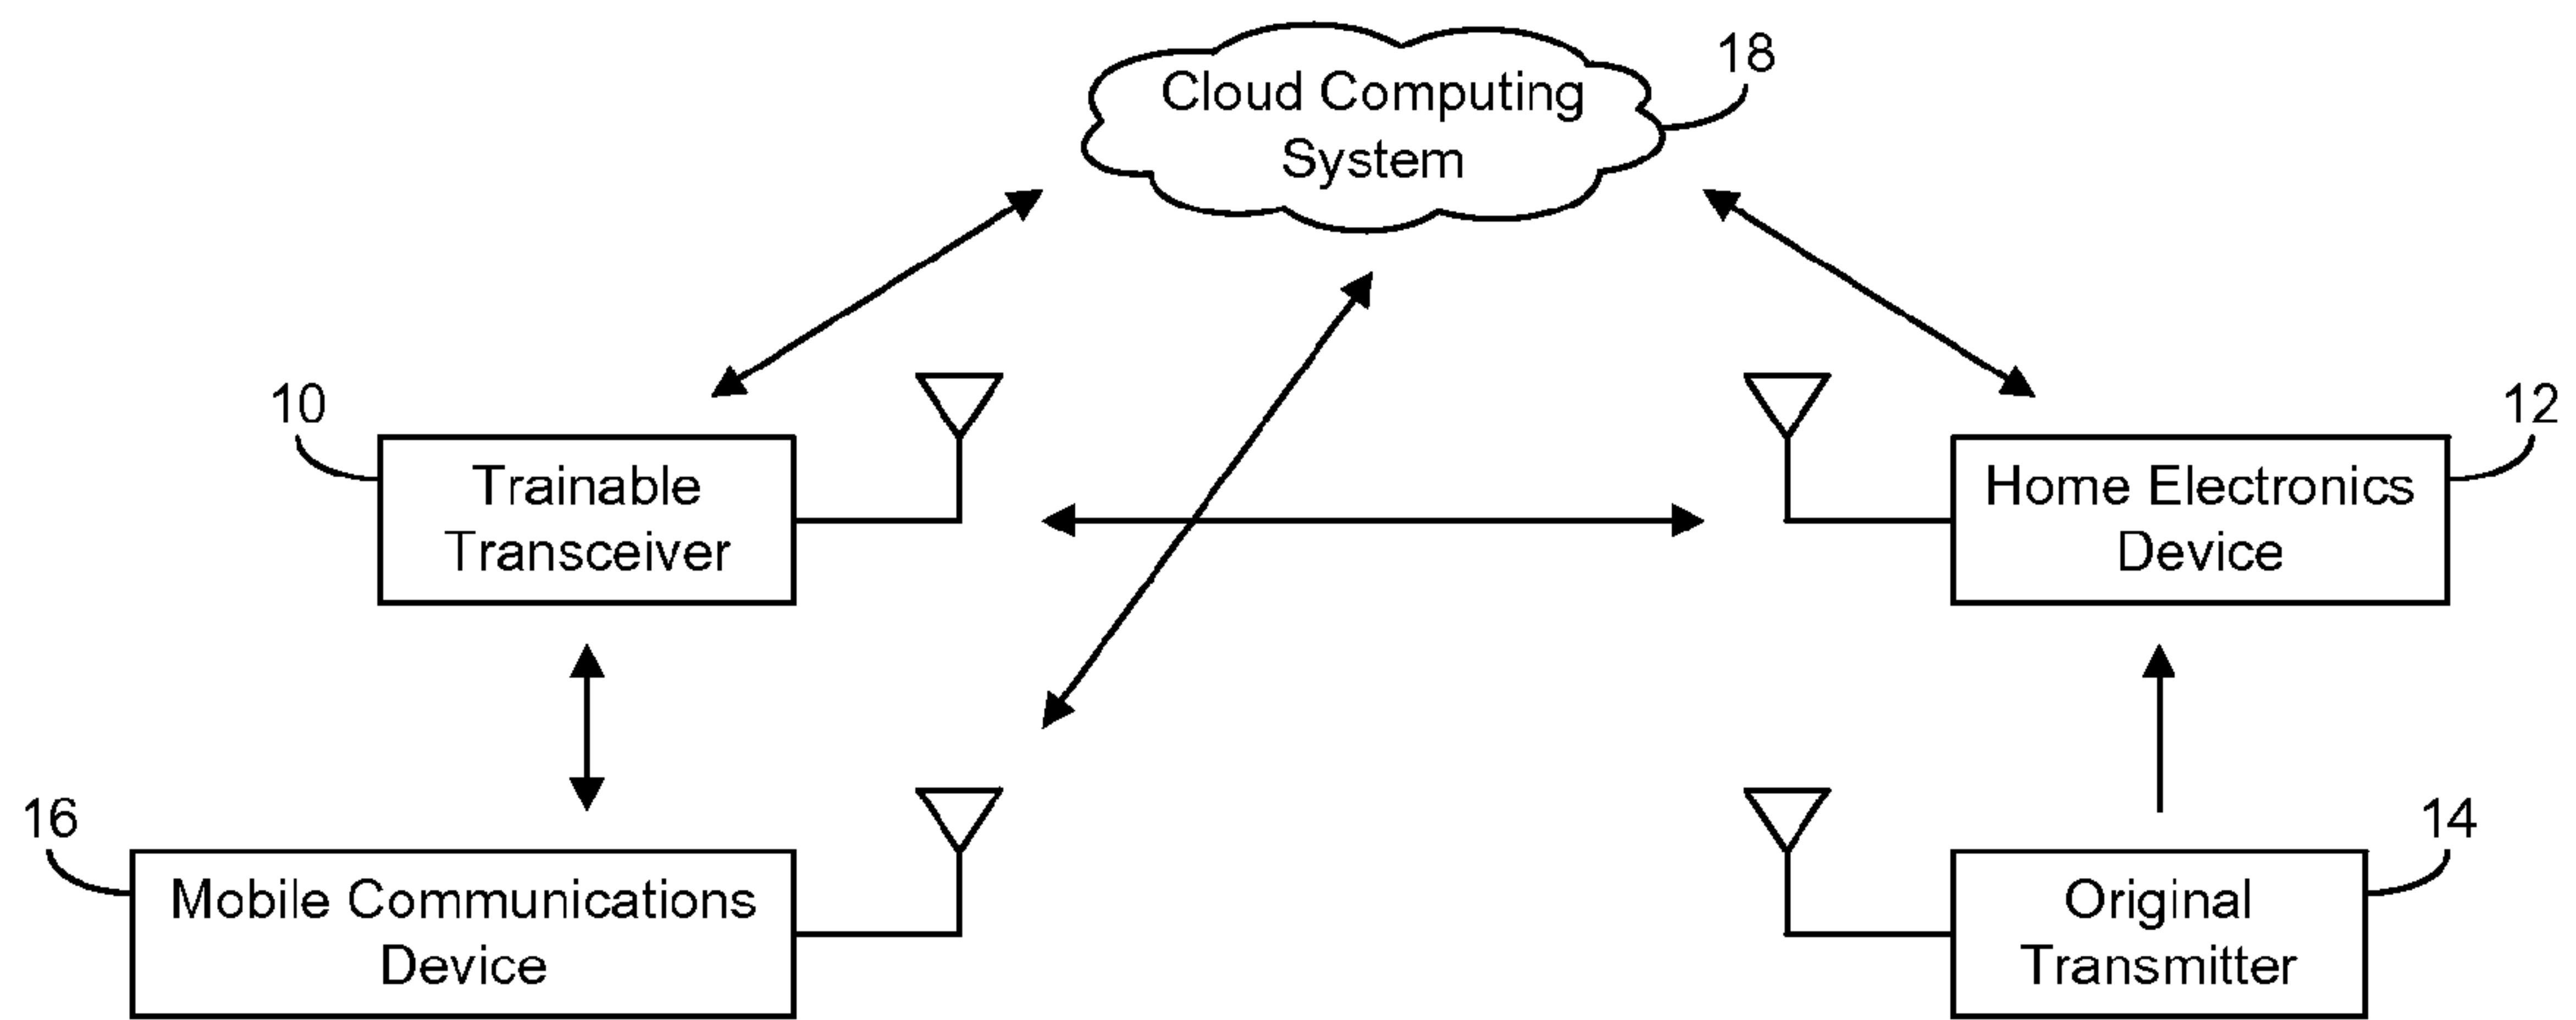 18
Cloud Computing
System
10
Trainable
Transceiver
12
Home Electronics
Device
16
Mobile Communications
Device
14
Original
Transmitter